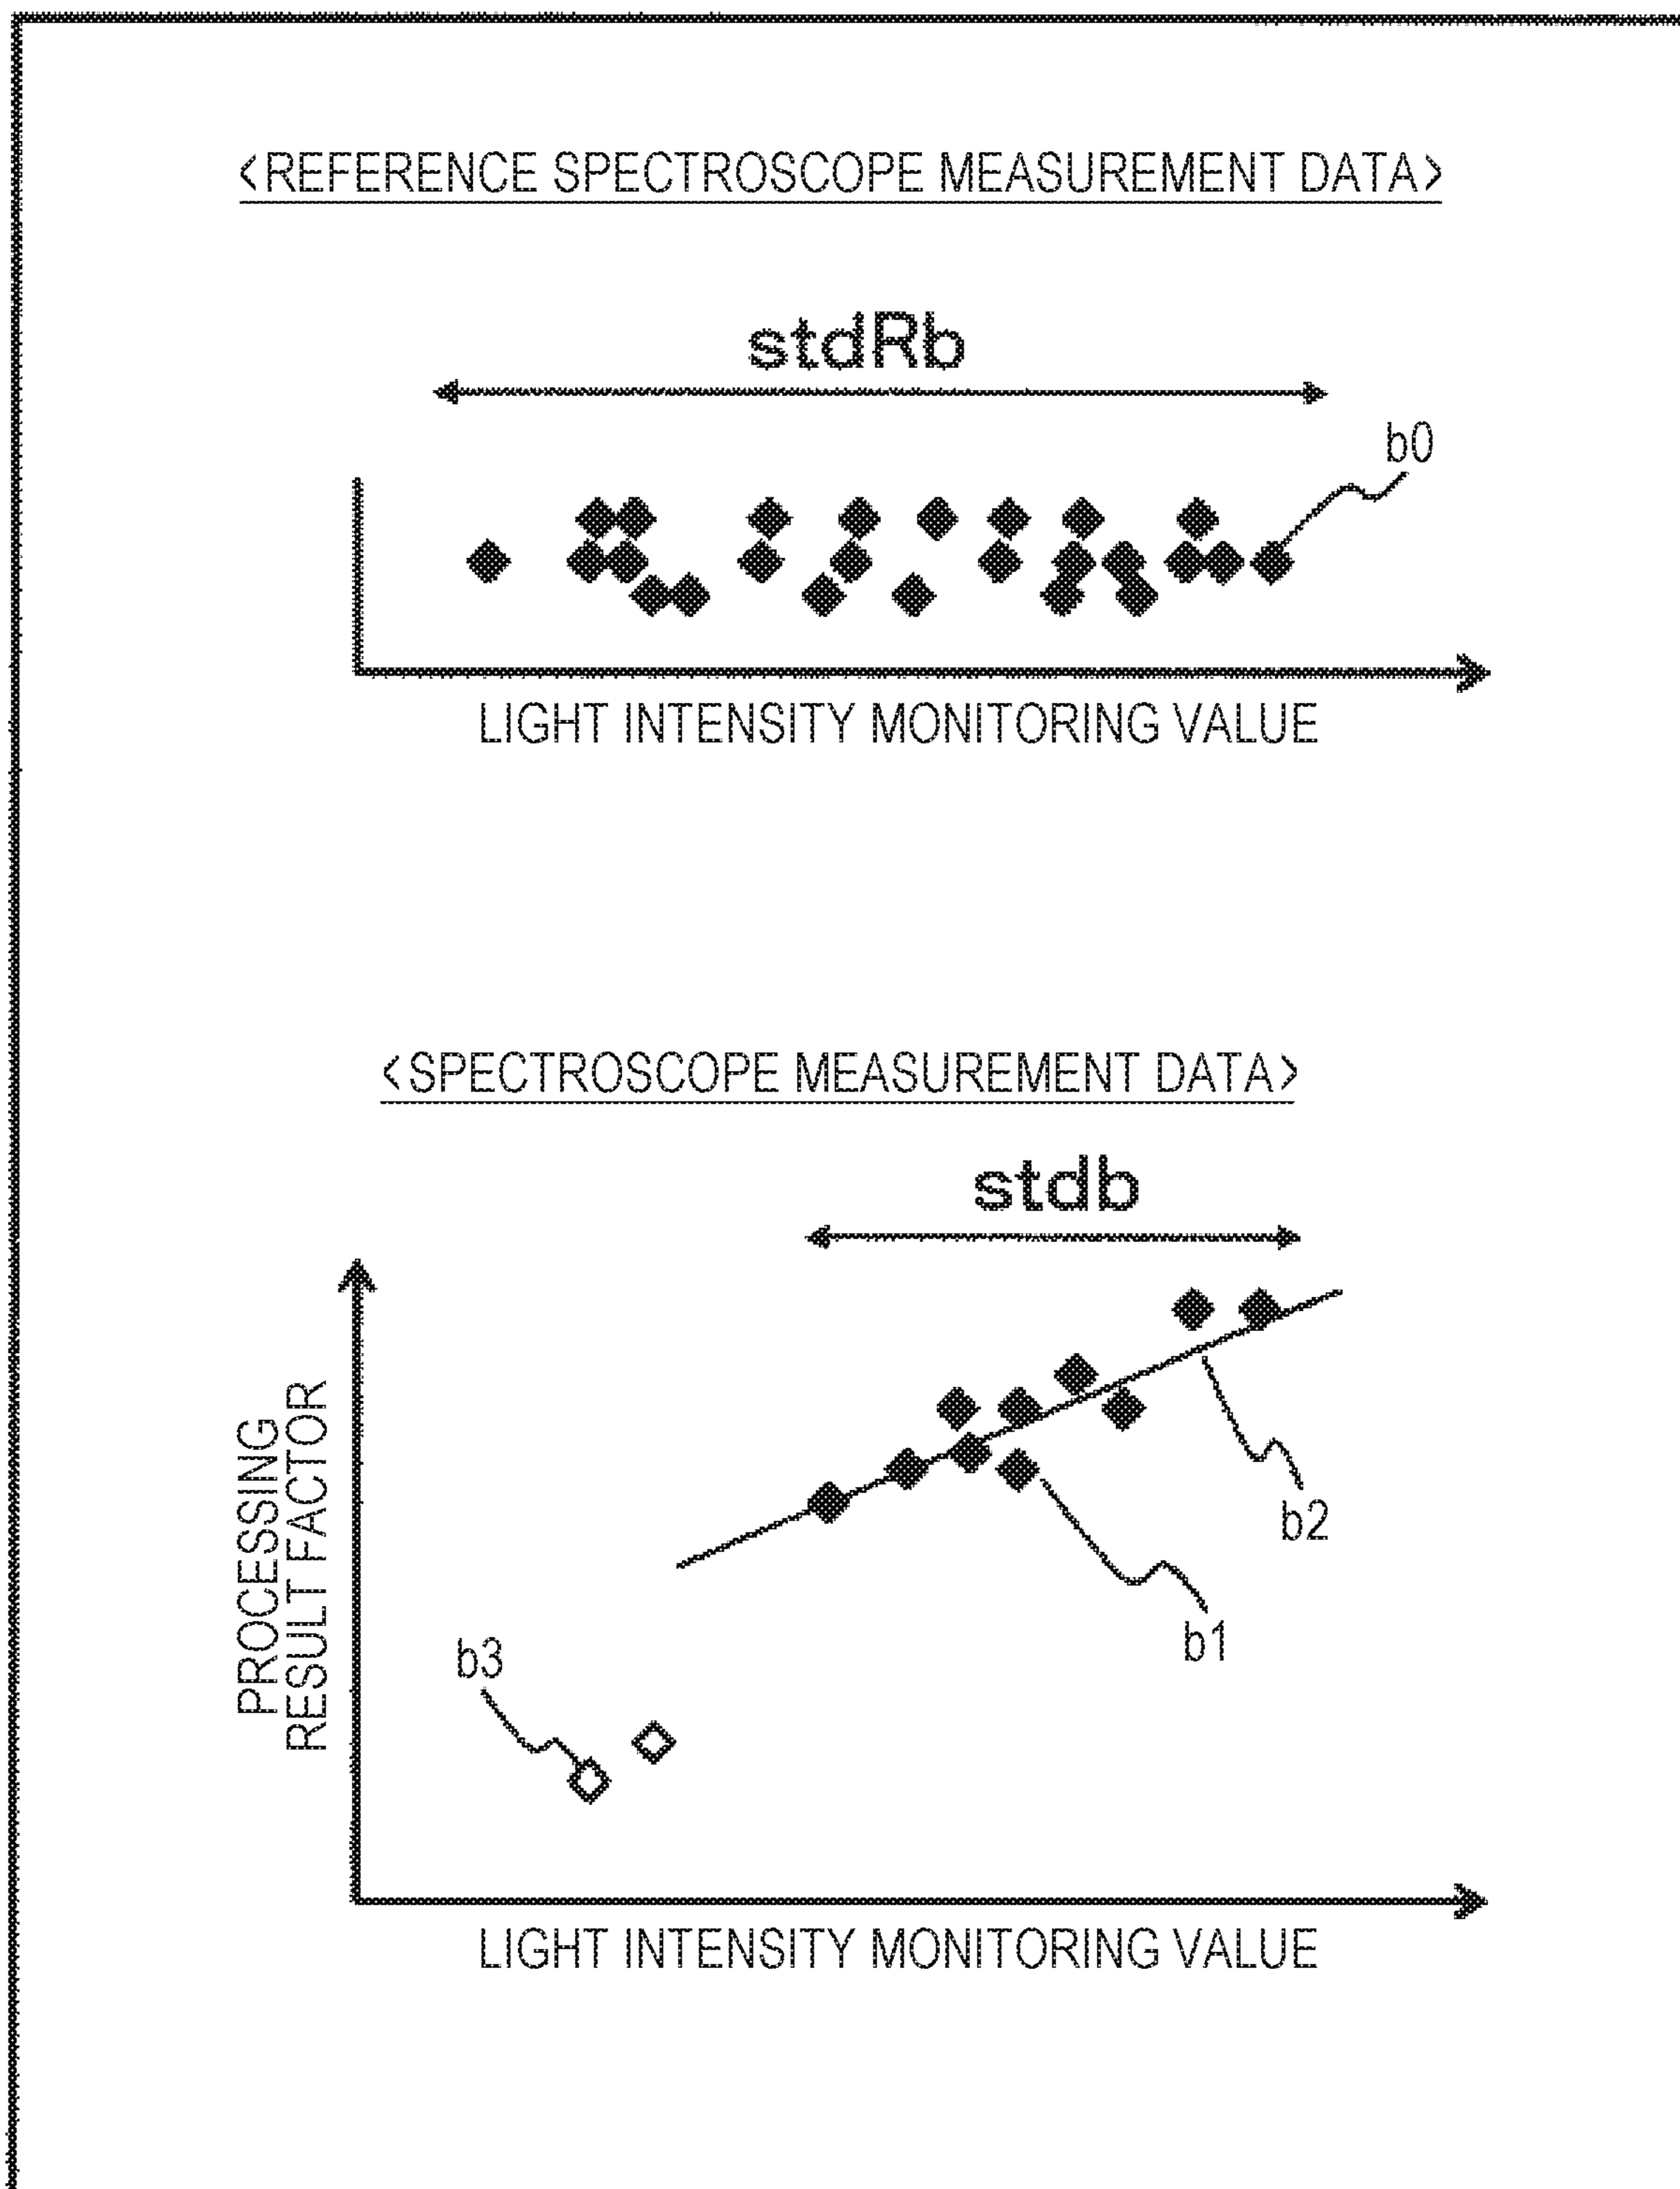 <REFERENCE SPECTROSCOPE MEASUREMENT DATA>
stdRb
b0
LIGHT INTENSITY MONITORING VALUE
<SPECTROSCOPE MEASUREMENT DATA>
stdb
PROCESSING
RESULT FACTOR
b2
b1
b3
LIGHT INTENSITY MONITORING VALUE